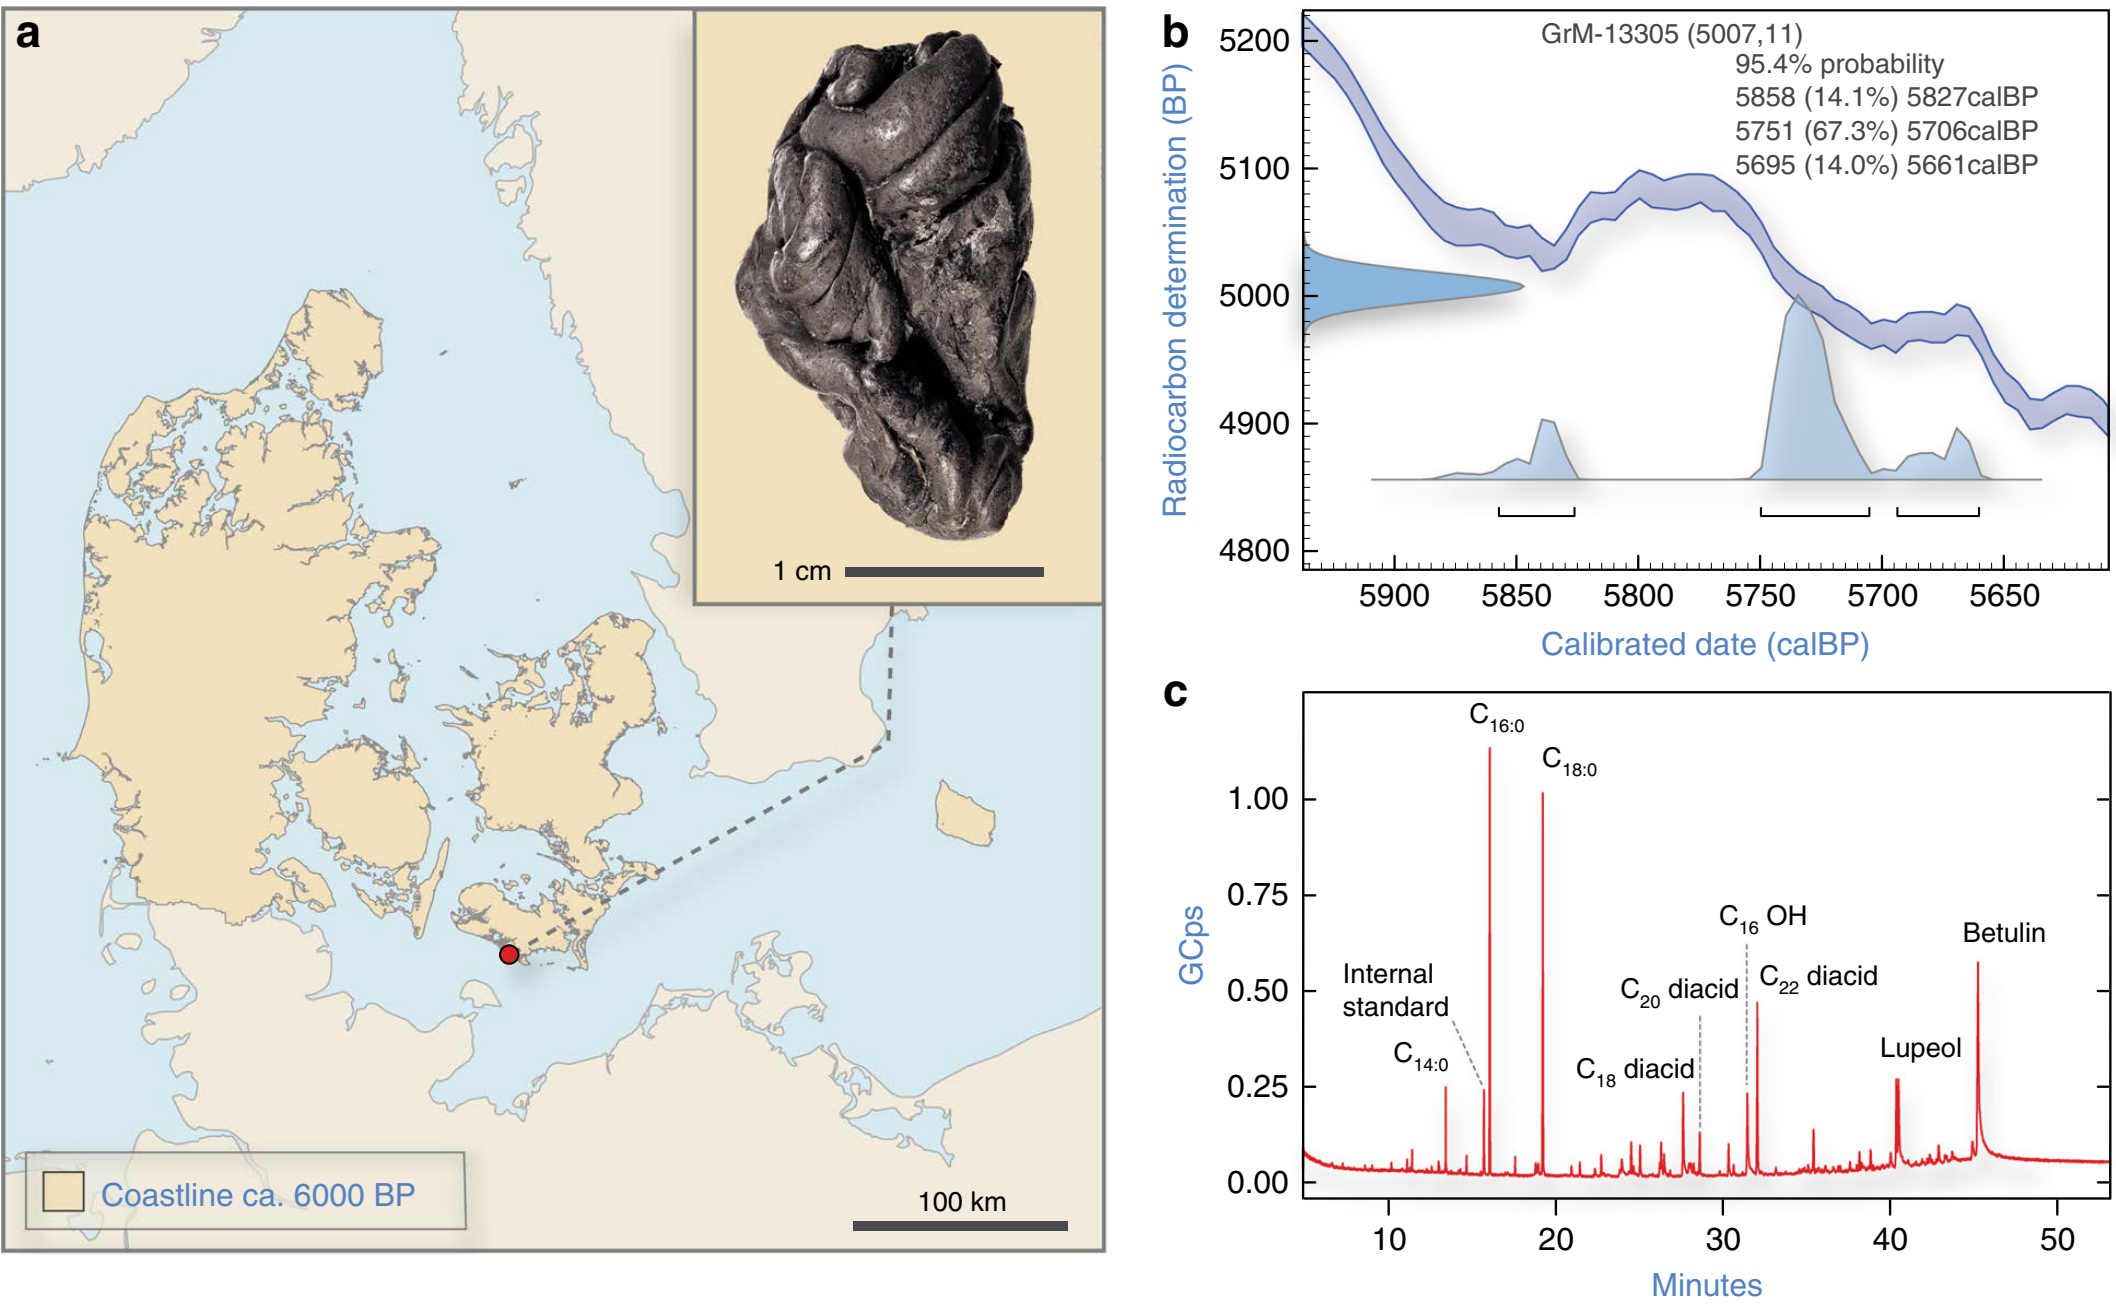 a
1 cm
Coastline ca. 6000 BP
100 km
b
GrM-13305 (5007,11)
95.4% probability
5858 (14.1%) 5827calBP
5751 (67.3%) 5706calBP
5695 (14.0%) 5661calBP
Radiocarbon determination (BP)
5200
5100
5000
4900
4800
5900 5850 5800 5750 5700 5650
Calibrated date (calBP)
c
C16:0
C18:0
C16 OH
Betulin
Internal
standard
C20 diacid
C22 diacid
C14:0
C18 diacid
Lupeol
GCps
1.00
0.75
0.50
0.25
0.00
10 20 30 40 50
Minutes